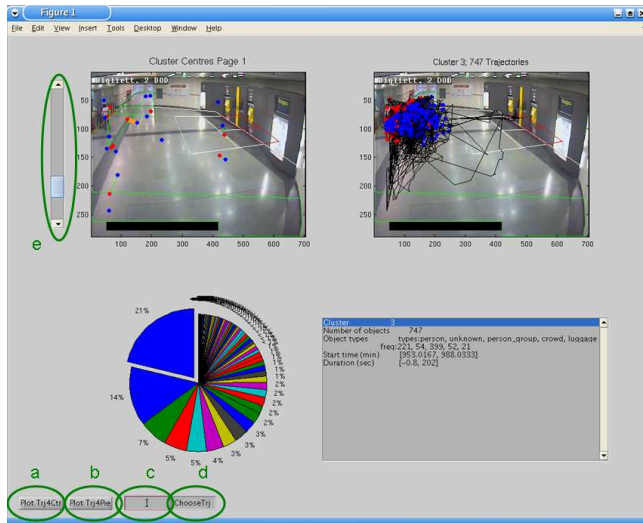 Figure 1
File Edit View Insert Tools Desktop Window Help
Cluster Centres Page 1
Cluster 3; 747 Trajectories
2 DOD
2 DOD
50
100
150
200
250
100 200 300 400 500 600 700
50
100
150
200
250
100 200 300 400 500 600 700
e
21%
14%
7%
5%
5%
4%
3%
3%
3%
2%
2%
2%
2%
2%
1%
1%
Cluster 3
Number of objects 747
Object types types:person, unknown, person_group, crowd, luggage
freq:221, 54, 399, 52, 21
Start time (min) [953.0167, 988.0333]
Duration (sec) [-0.8, 202]
a b c d
Plot Trj4Ctr Plot Trj4Pie ChooseTrj